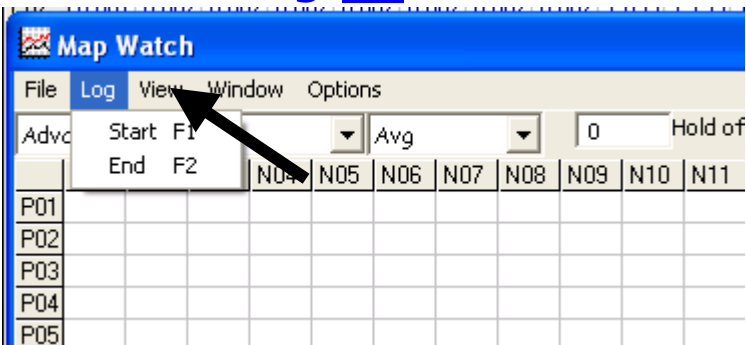 Map Watch
File Log View Window Options
Start F1
End F2
Avg 0 Hold of
N04 N05 N06 N07 N08 N09 N10 N11
P01
P02
P03
P04
P05